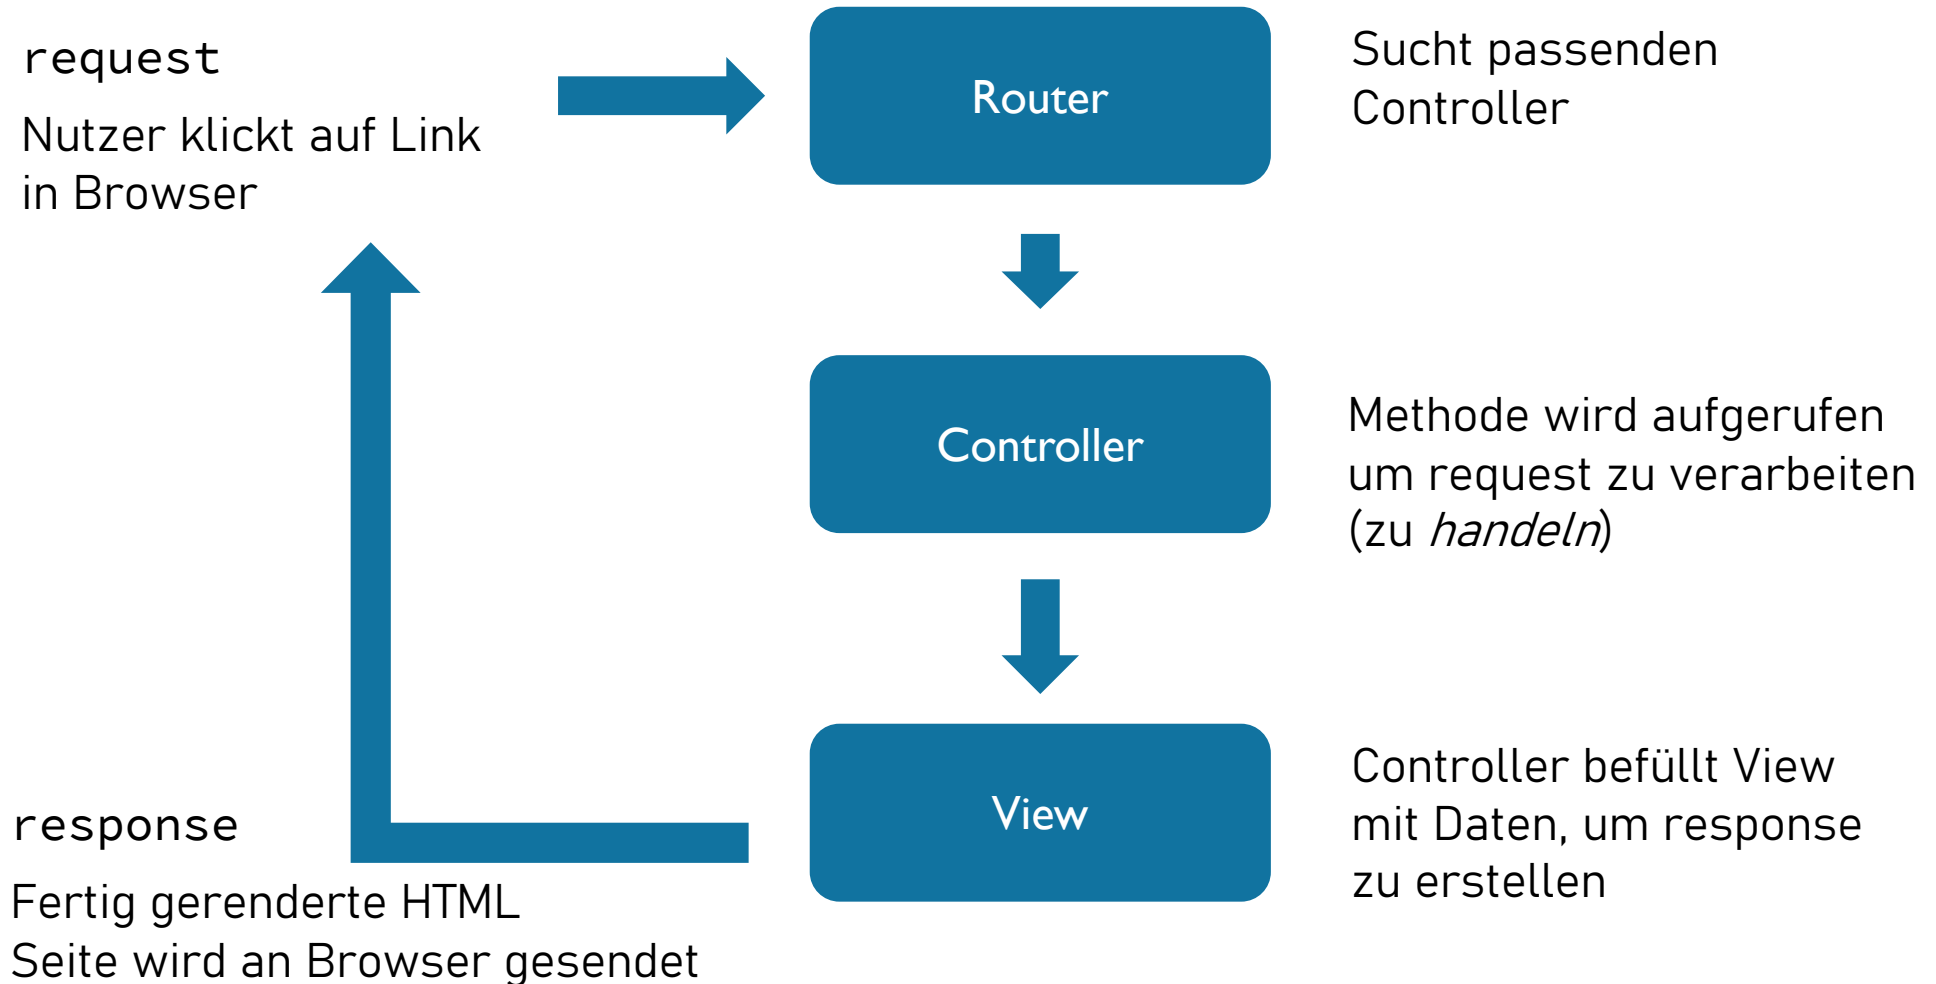 request
Nutzer klickt auf Link
in Browser
Router
Sucht passenden
Controller
Controller
Methode wird aufgerufen
um request zu verarbeiten
(zu handeln)
View
Controller befüllt View
mit Daten, um response
zu erstellen
response
Fertig gerenderte HTML
Seite wird an Browser gesendet